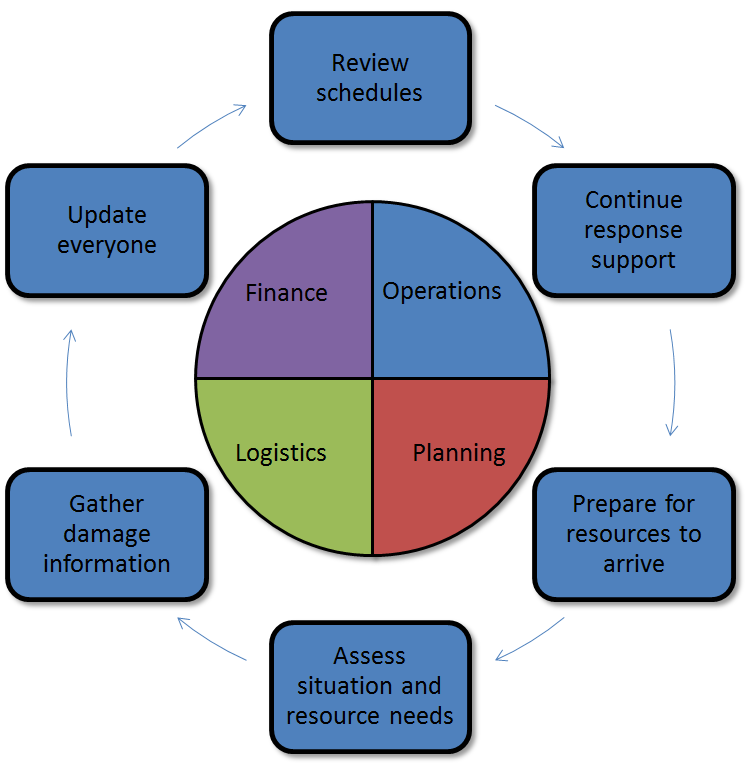 Review
schedules
Continue
response
support
Prepare for
resources to
arrive
Assess
situation and
resource needs
Gather
damage
information
Update
everyone
Finance
Operations
Logistics
Planning